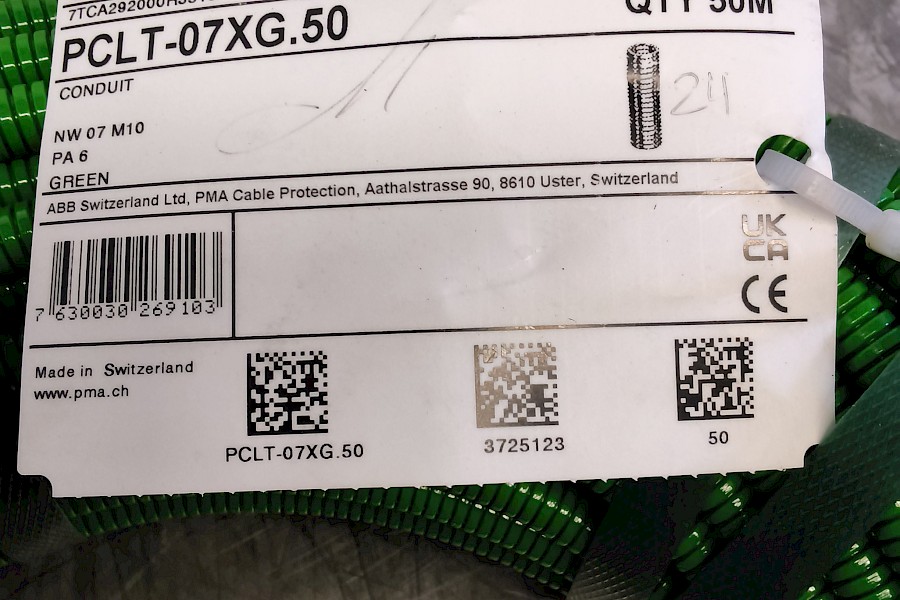 QTY 50M
PCLT-07XG.50
CONDUIT
24
NW 07 M10
PA 6
GREEN
ABB Switzerland Ltd, PMA Cable Protection, Aathalstrasse 90, 8610 Uster, Switzerland
UK
CA
CE
7 630030 269103
Made in Switzerland
www.pma.ch
PCLT-07XG.50
3725123
50